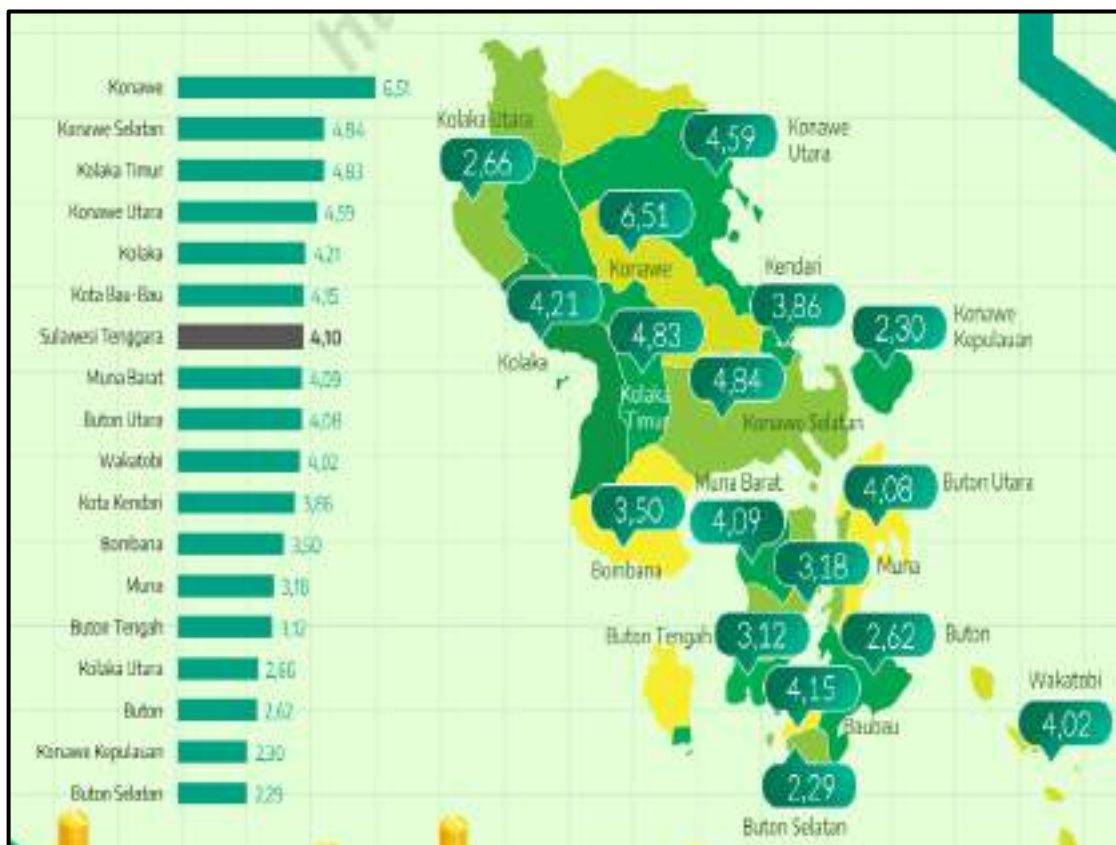 Konawe 6,51
Konawe Selatan 4,84
Kolaka Timur 4,83
Konawe Utara 4,59
Kolaka 4,21
Kota Bau-Bau 4,15
Sulawesi Tenggara 4,10
Muna Barat 4,09
Buton Utara 4,08
Wakatobi 4,02
Kota Kendari 3,86
Bombana 3,50
Muna 3,18
Buton Tengah 3,12
Kolaka Utara 2,66
Buton 2,62
Konawe Kepulauan 2,30
Buton Selatan 2,29
Kolaka Utara
2,66
4,59
Konawe
Utara
6,51
Konawe
Kendari
3,86
2,30
Konawe
Kepulauan
4,21
Kolaka
4,83
Kolaka
Timur
4,84
Konawe Selatan
3,50
Bombana
Muna Barat
4,09
4,08
Buton Utara
3,18
Muna
Buton Tengah
3,12
2,62
Buton
4,15
Baubau
Wakatobi
4,02
2,29
Buton Selatan